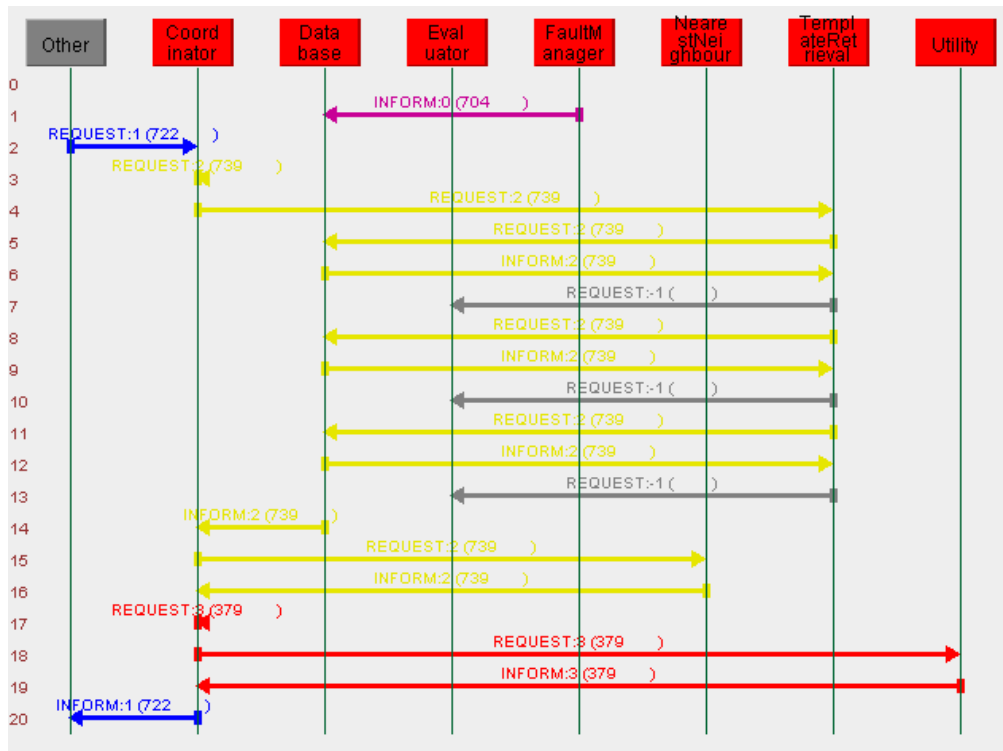 Other
Coord
inator
Data
base
Eval
uator
FaultM
anager
Neare
stNei
ghbour
Templ
ateRet
rieval
Utility
0
1 INFORM:0 (704 )
2 REQUEST:1 (722 )
3 REQUEST:2 (739 )
4 REQUEST:2 (739 )
5 REQUEST:2 (739 )
6 INFORM:2 (739 )
7 REQUEST:-1 ( )
8 REQUEST:2 (739 )
9 INFORM:2 (739 )
10 REQUEST:-1 ( )
11 REQUEST:2 (739 )
12 INFORM:2 (739 )
13 REQUEST:-1 ( )
14 INFORM:2 (739 )
15 REQUEST:2 (739 )
16 INFORM:2 (739 )
17 REQUEST:3 (379 )
18 REQUEST:3 (379 )
19 INFORM:3 (379 )
20 INFORM:1 (722 )